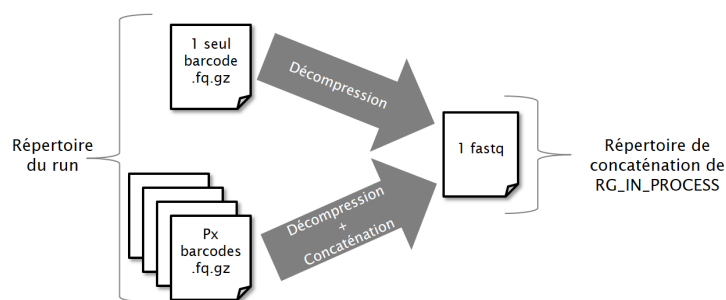 Répertoire
du run
1 seul
barcode
.fq.gz
Décompression
Px
barcodes
.fq.gz
Décompression
+
Concaténation
1 fastq
Répertoire de
concaténation de
RG_IN_PROCESS